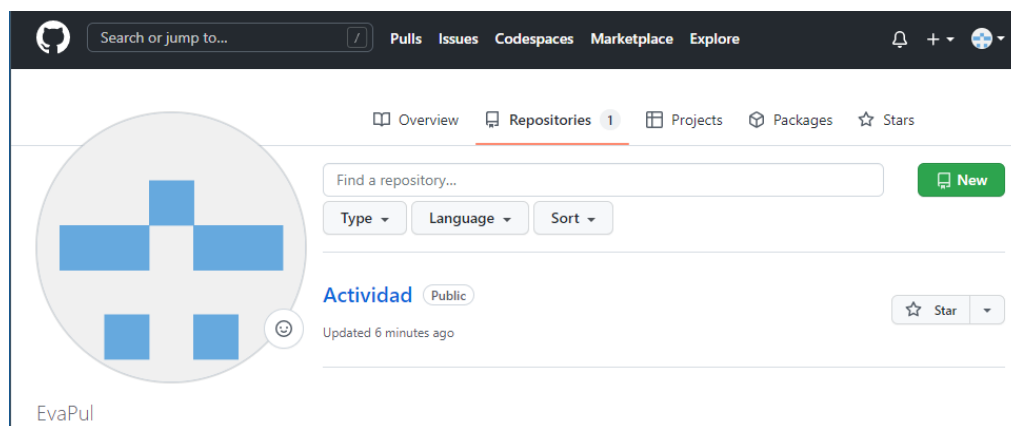 Search or jump to... / Pulls Issues Codespaces Marketplace Explore
Overview Repositories 1 Projects Packages Stars
Find a repository... New
Type Language Sort
Actividad Public
Star
Updated 6 minutes ago
EvaPul